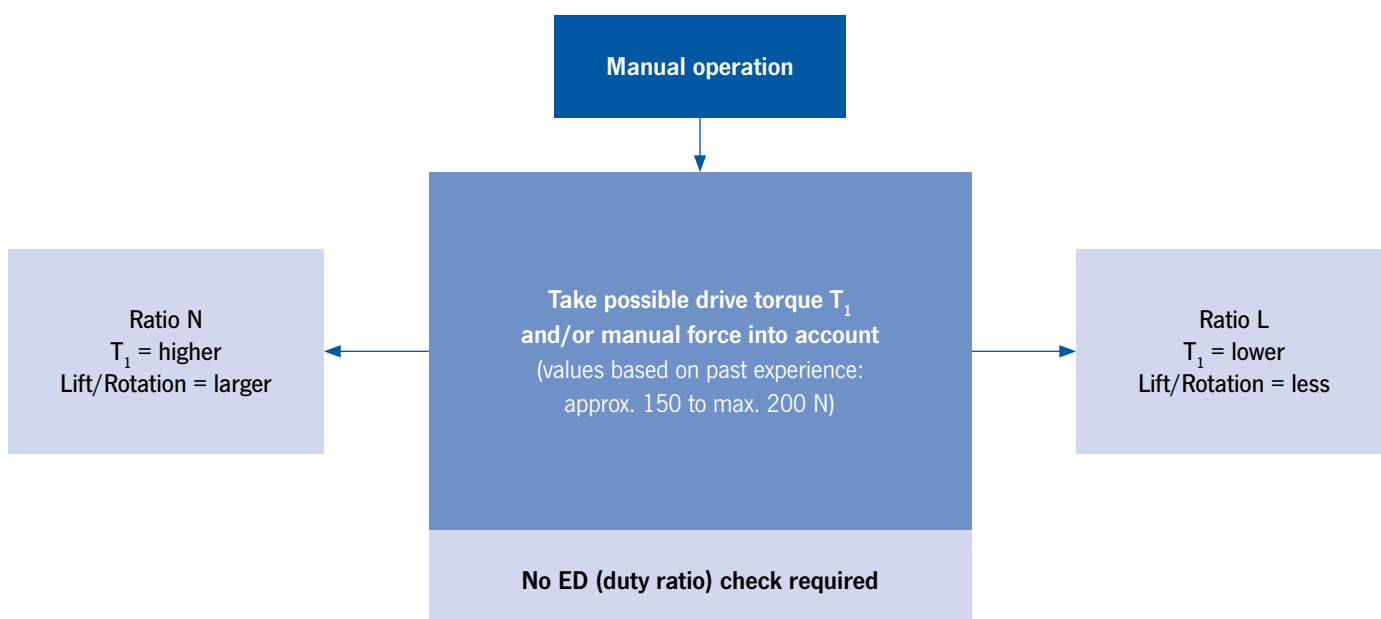 Manual operation
Take possible drive torque T₁
and/or manual force into account
(values based on past experience:
approx. 150 to max. 200 N)
Ratio N
T₁ = higher
Lift/Rotation = larger
Ratio L
T₁ = lower
Lift/Rotation = less
No ED (duty ratio) check required